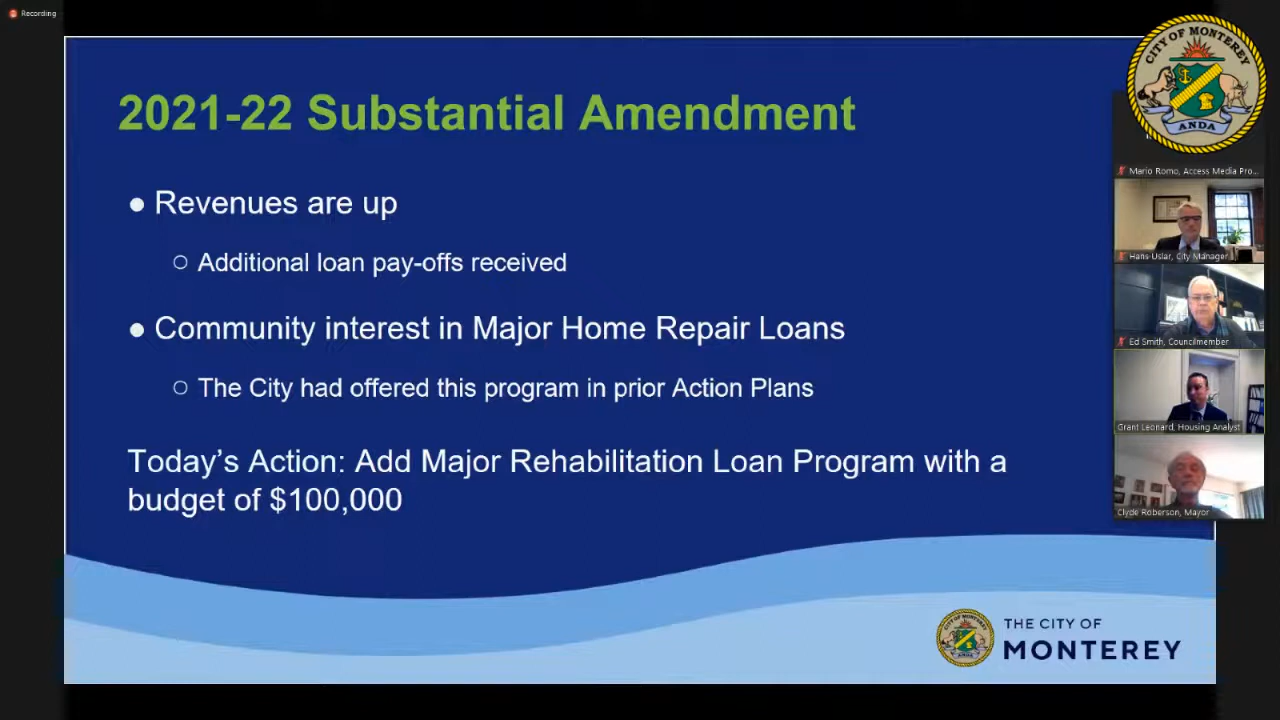 Recording
CITY OF MONTEREY
ANDA
2021-22 Substantial Amendment
● Revenues are up
○ Additional loan pay-offs received
● Community interest in Major Home Repair Loans
○ The City had offered this program in prior Action Plans
Today's Action: Add Major Rehabilitation Loan Program with a
budget of $100,000
Mario Romo, Access Media Pro...
Hans Uslar, City Manager
Ed Smith, Councilmember
Grant Leonard, Housing Analyst
Clyde Roberson, Mayor
THE CITY OF
MONTEREY